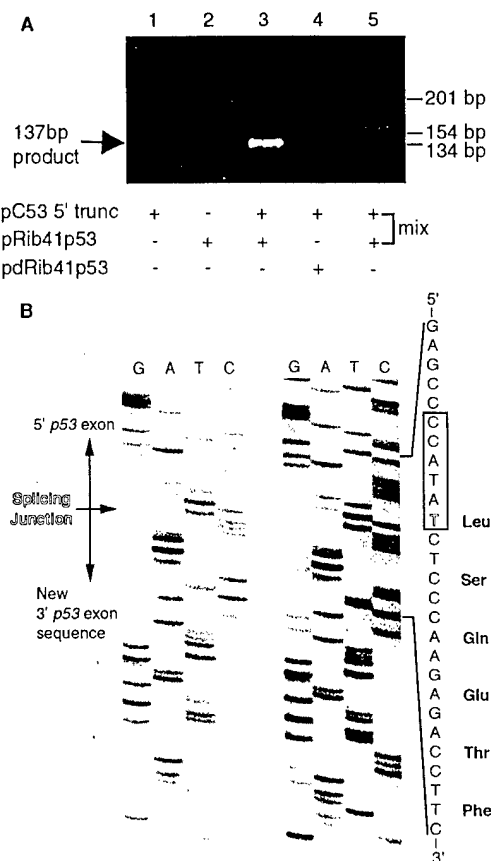 A
1 2 3 4 5
201 bp
137bp product
154 bp
134 bp
pC53 5' trunc + - + + +
pRib41p53 - + + - +
mix
pdRib41p53 - - - + -
B
5'
G A T C G A T C
5' p53 exon
Splicing Junction
New 3' p53 exon sequence
G
A
G
C
C
C
A
T
A
T
C
T
C
C
C
A
A
G
A
G
A
C
C
T
T
C
3'
Leu
Ser
Gln
Glu
Thr
Phe